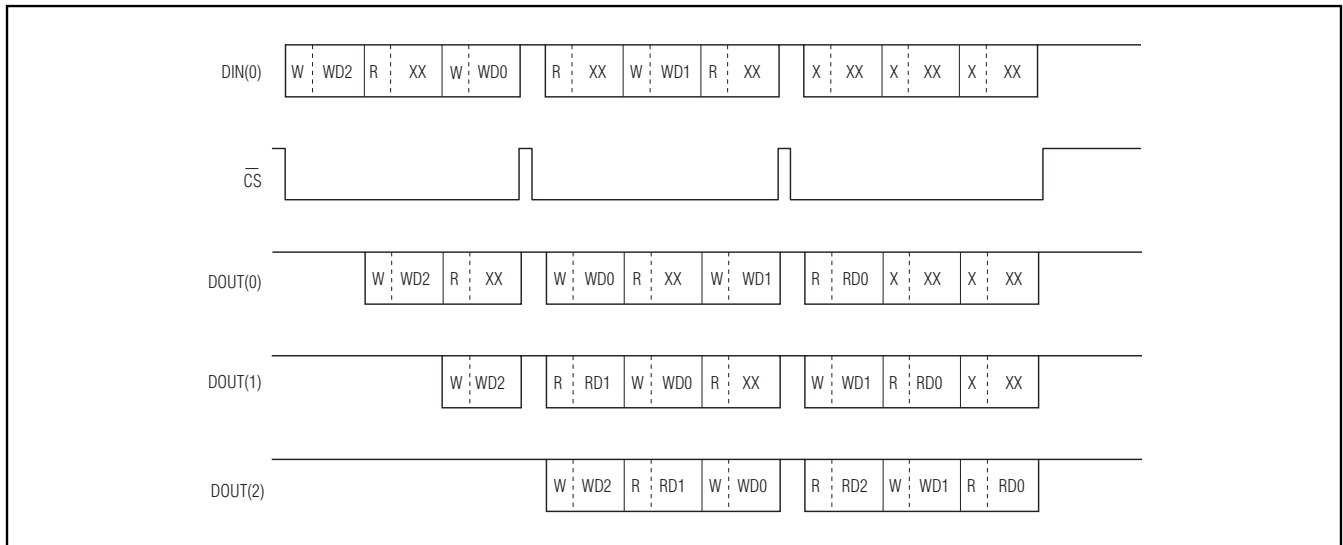 DIN(0) W WD2 R XX W WD0 R XX W WD1 R XX X XX X XX X XX
C̅S̅
DOUT(0) W WD2 R XX W WD0 R XX W WD1 R RD0 X XX X XX
DOUT(1) W WD2 R RD1 W WD0 R XX W WD1 R RD0 X XX
DOUT(2) W WD2 R RD1 W WD0 R RD2 W WD1 R RD0